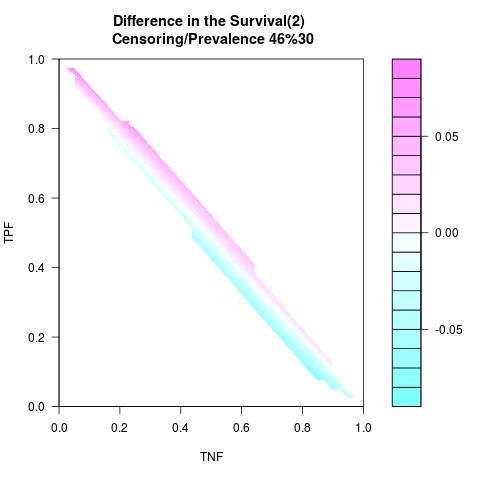 Difference in the Survival(2)
Censoring/Prevalence 46%30
1.0
0.8
0.6
0.4
0.2
0.0
TPF
0.0 0.2 0.4 0.6 0.8 1.0
TNF
0.05
0.00
-0.05